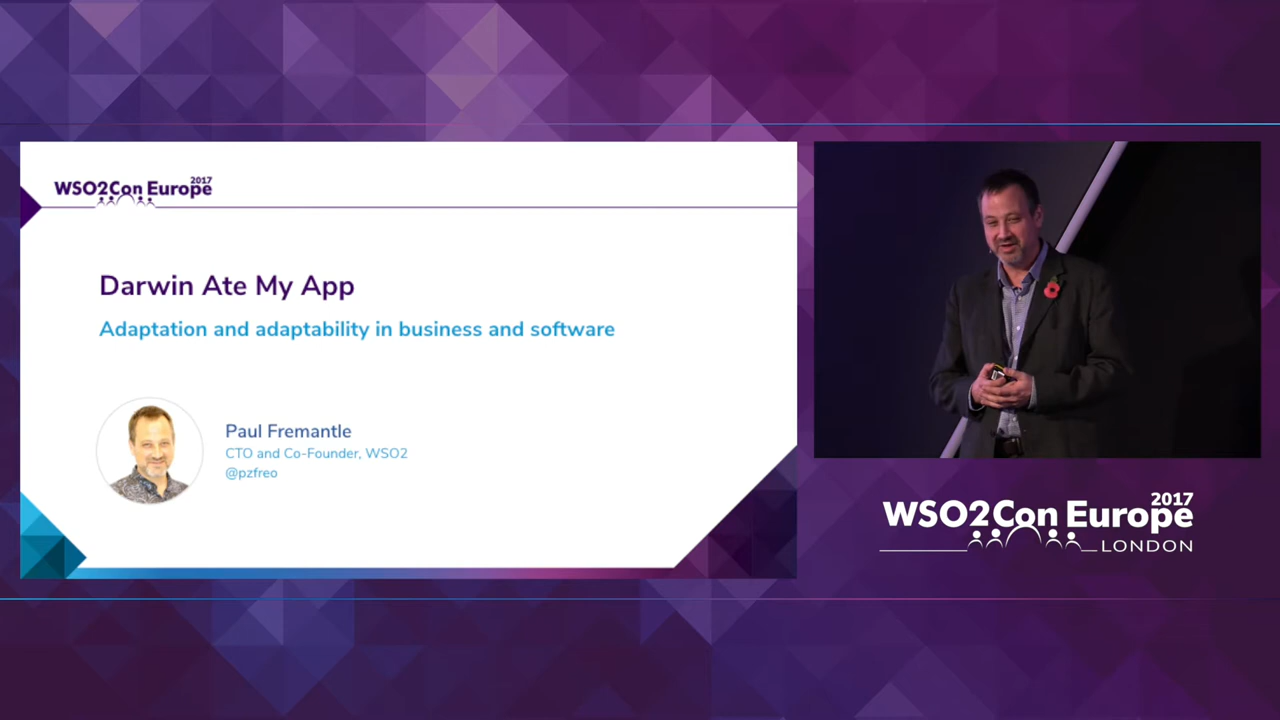 WSO2Con Europe 2017
Darwin Ate My App
Adaptation and adaptability in business and software
Paul Fremantle
CTO and Co-Founder, WSO2
@pzfreo
WSO2Con Europe 2017
LONDON